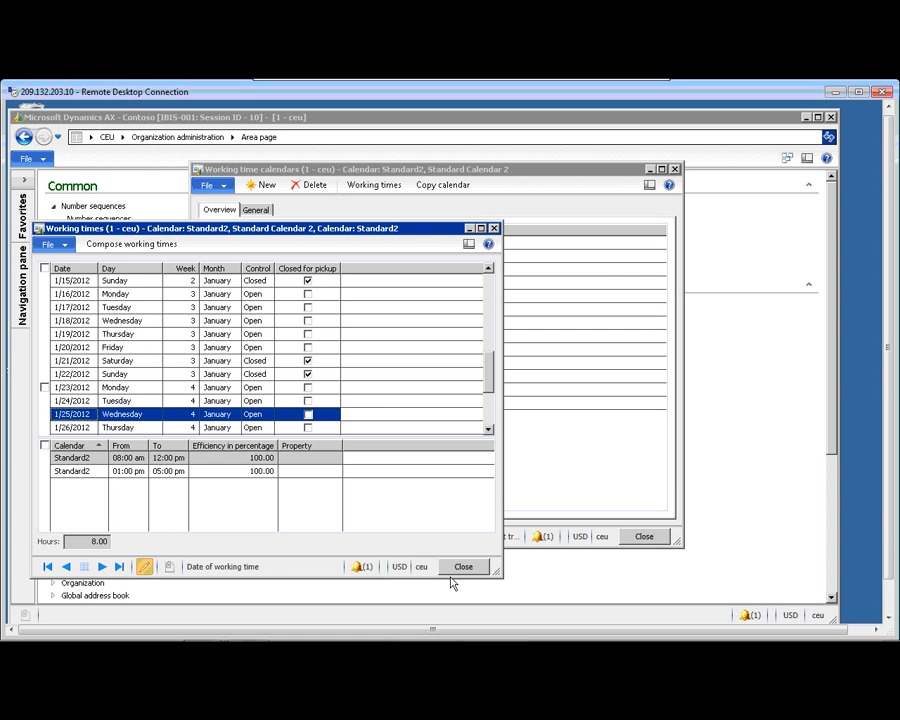 209.132.203.10 - Remote Desktop Connection
Microsoft Dynamics AX - Contoso [IBIS-001: Session ID - 10] - [1 - ceu]
CEU Organization administration Area page
File
Common
Number sequences
Number sequences
Favorites
Navigation pane
Working time calendars (1 - ceu) - Calendar: Standard2, Standard Calendar 2
File New Delete Working times Copy calendar
Overview General
Working times (1 - ceu) - Calendar: Standard2, Standard Calendar 2, Calendar: Standard2
File Compose working times
Date Day Week Month Control Closed for pickup
1/15/2012 Sunday 2 January Closed
1/16/2012 Monday 3 January Open
1/17/2012 Tuesday 3 January Open
1/18/2012 Wednesday 3 January Open
1/19/2012 Thursday 3 January Open
1/20/2012 Friday 3 January Open
1/21/2012 Saturday 3 January Closed
1/22/2012 Sunday 3 January Closed
1/23/2012 Monday 4 January Open
1/24/2012 Tuesday 4 January Open
1/25/2012 Wednesday 4 January Open
1/26/2012 Thursday 4 January Open
Calendar From To Efficiency in percentage Property
Standard2 08:00 am 12:00 pm 100.00
Standard2 01:00 pm 05:00 pm 100.00
Hours: 8.00
Date of working time (1) USD ceu Close
t tr... (1) USD ceu Close
Organization
Global address book
(1) USD ceu